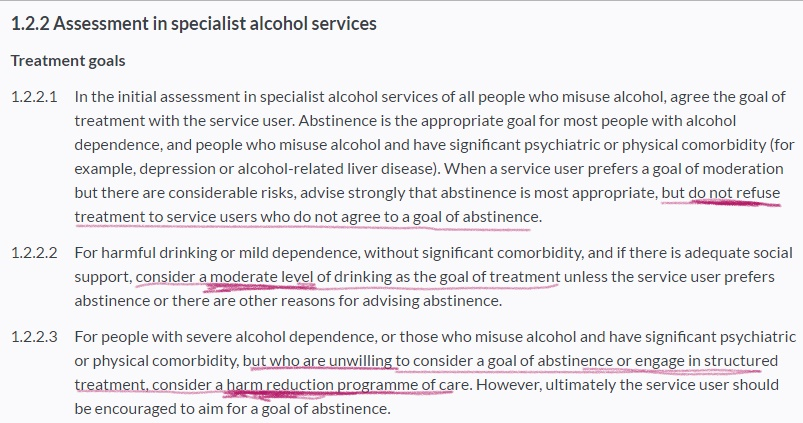 1.2.2 Assessment in specialist alcohol services
Treatment goals
1.2.2.1 In the initial assessment in specialist alcohol services of all people who misuse alcohol, agree the goal of
treatment with the service user. Abstinence is the appropriate goal for most people with alcohol
dependence, and people who misuse alcohol and have significant psychiatric or physical comorbidity (for
example, depression or alcohol-related liver disease). When a service user prefers a goal of moderation
but there are considerable risks, advise strongly that abstinence is most appropriate, but do not refuse
treatment to service users who do not agree to a goal of abstinence.
1.2.2.2 For harmful drinking or mild dependence, without significant comorbidity, and if there is adequate social
support, consider a moderate level of drinking as the goal of treatment unless the service user prefers
abstinence or there are other reasons for advising abstinence.
1.2.2.3 For people with severe alcohol dependence, or those who misuse alcohol and have significant psychiatric
or physical comorbidity, but who are unwilling to consider a goal of abstinence or engage in structured
treatment, consider a harm reduction programme of care. However, ultimately the service user should
be encouraged to aim for a goal of abstinence.